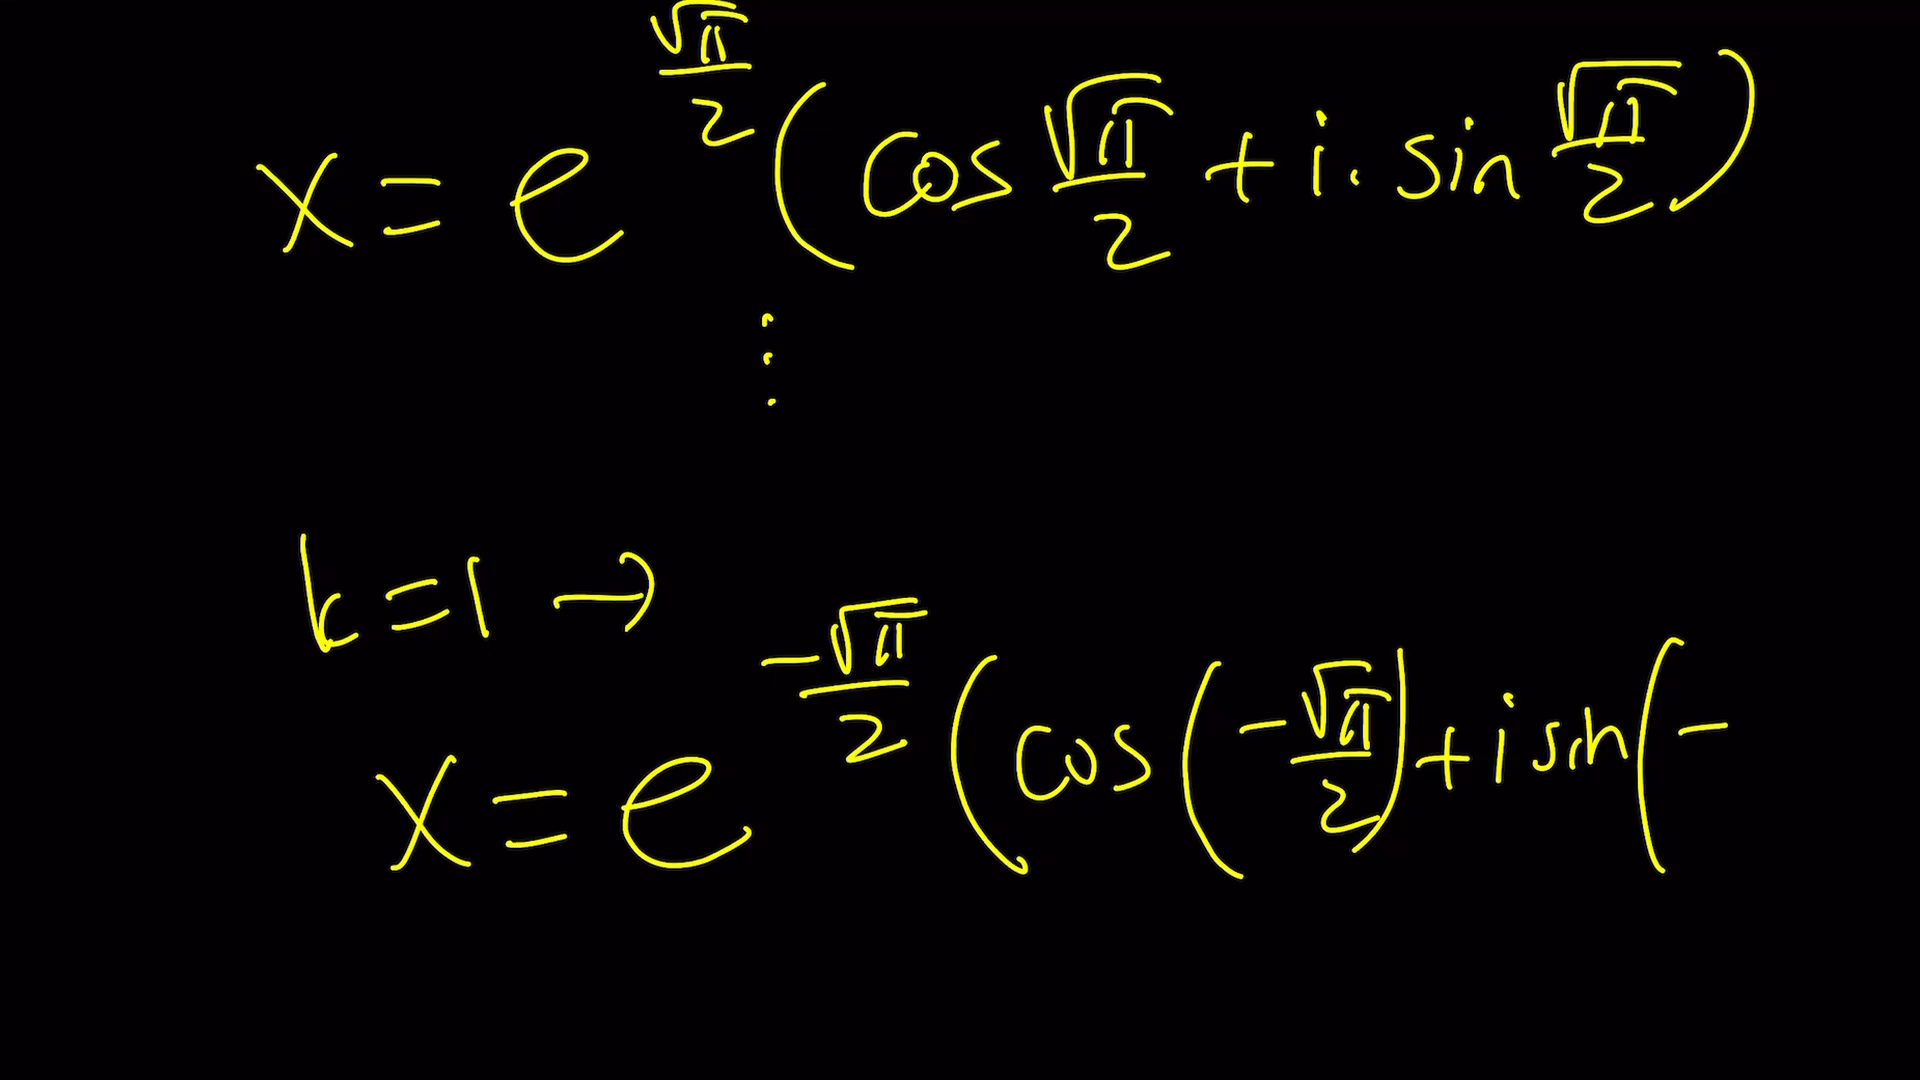 x = e^(√π/2) (cos √π/2 + i. sin √π/2)
⋮
k = 1 →
x = e^(-√π/2) (cos(-√π/2) + i sin(-